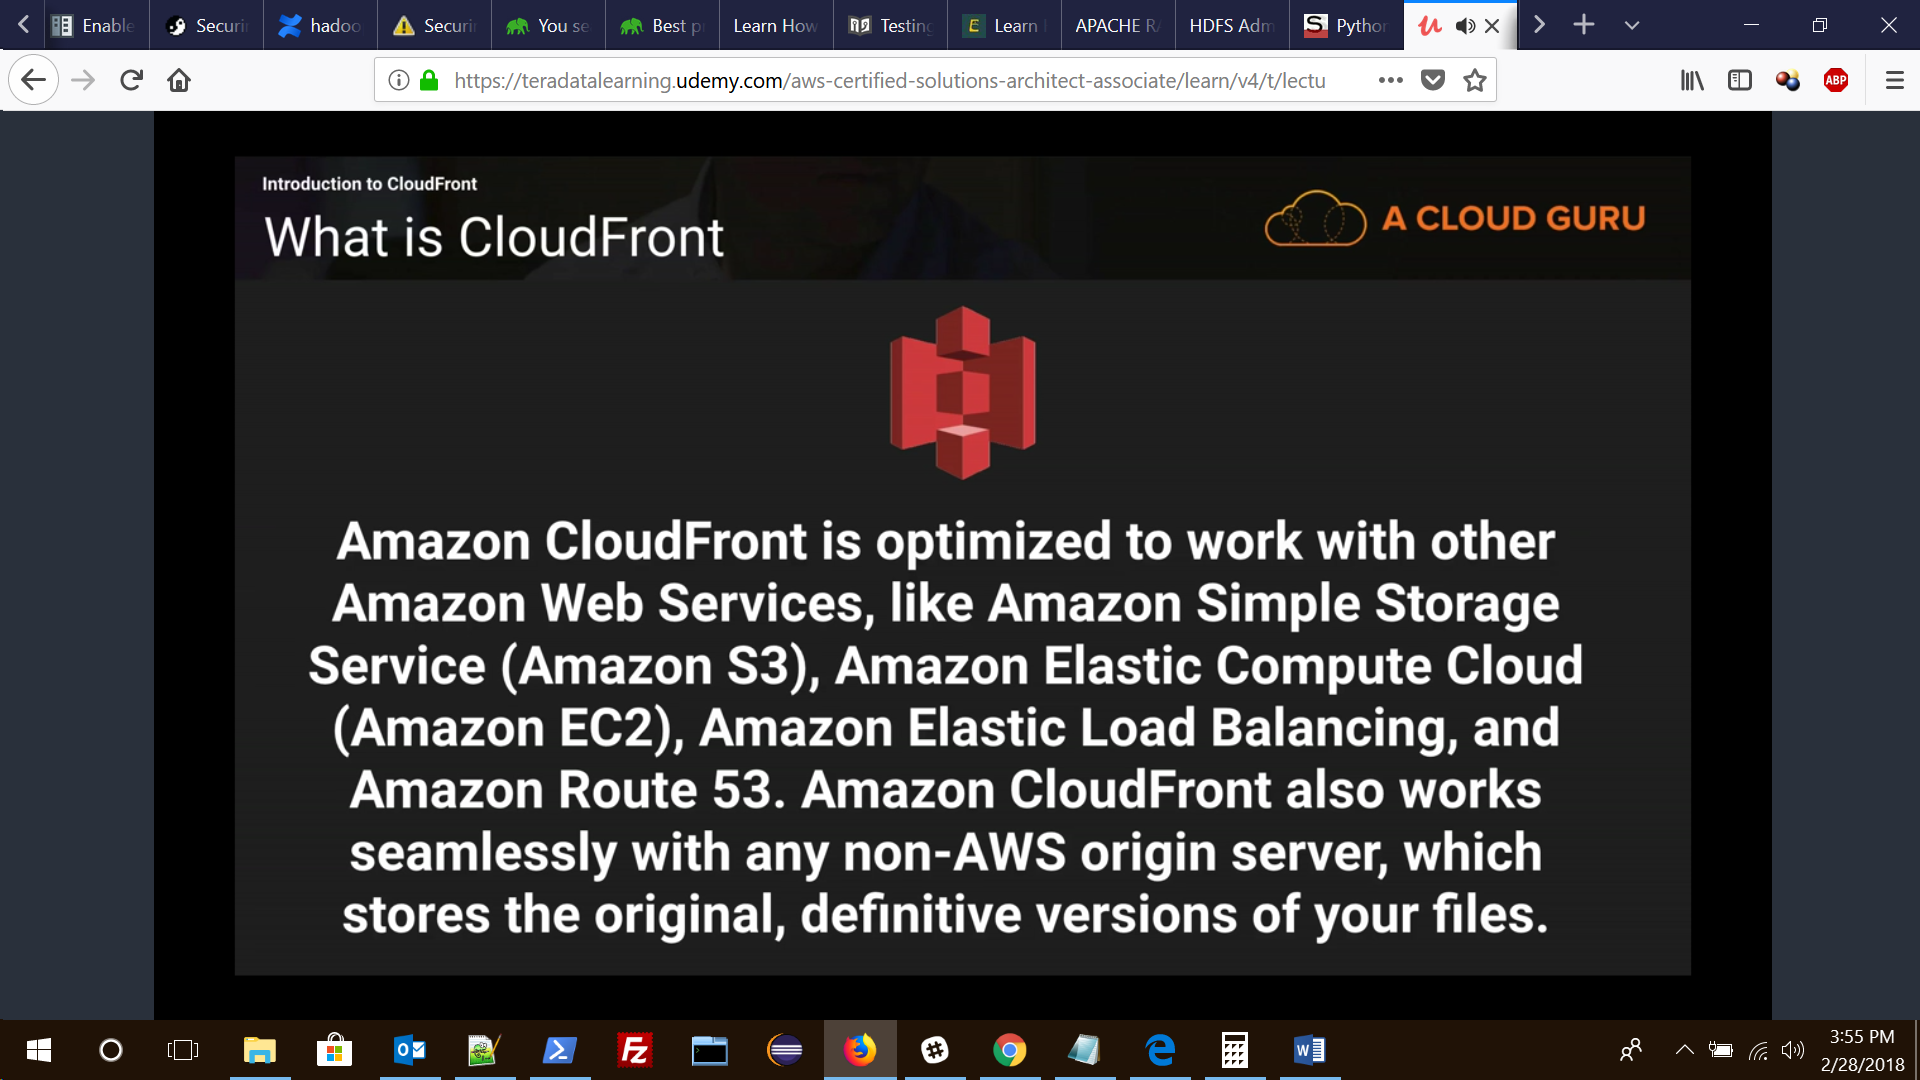 Enable
Securi
hadoo
Securi
You se
Best p
Learn How
Testing
Learn
APACHE RA
HDFS Adm
Python
https://teradatalearning.udemy.com/aws-certified-solutions-architect-associate/learn/v4/t/lectu
ABP
Introduction to CloudFront
What is CloudFront
A CLOUD GURU
Amazon CloudFront is optimized to work with other
Amazon Web Services, like Amazon Simple Storage
Service (Amazon S3), Amazon Elastic Compute Cloud
(Amazon EC2), Amazon Elastic Load Balancing, and
Amazon Route 53. Amazon CloudFront also works
seamlessly with any non-AWS origin server, which
stores the original, definitive versions of your files.
3:55 PM
2/28/2018